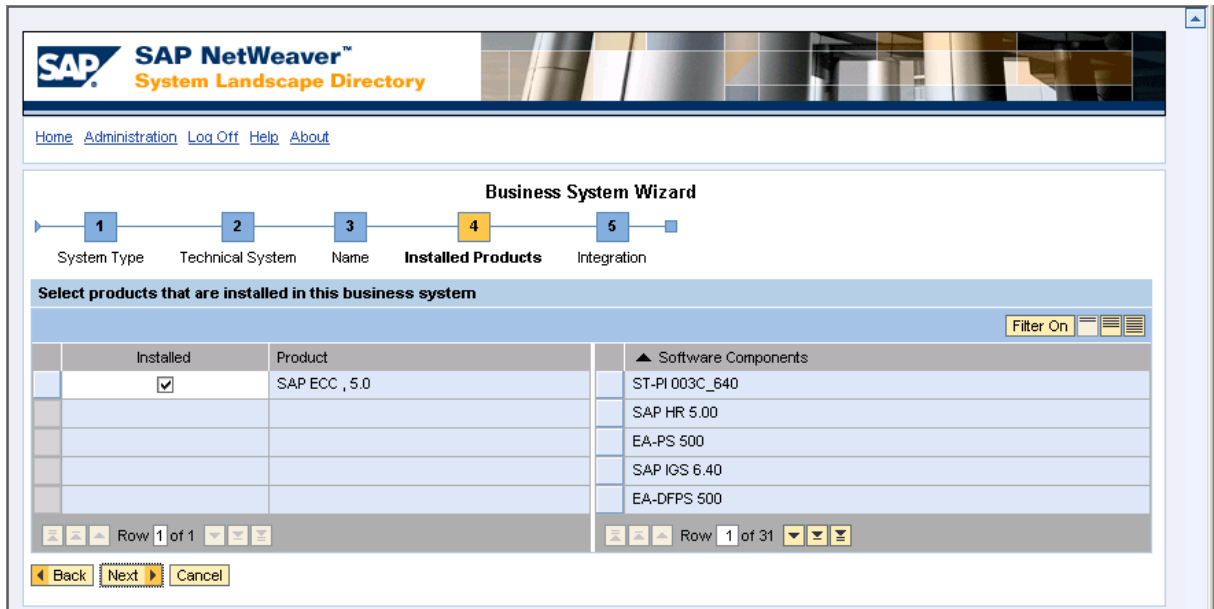 SAP
SAP NetWeaver™
System Landscape Directory
Home Administration Log Off Help About
Business System Wizard
1 2 3 4 5
System Type Technical System Name Installed Products Integration
Select products that are installed in this business system
Filter On
Installed Product Software Components
SAP ECC , 5.0 ST-PI 003C_640
SAP HR 5.00
EA-PS 500
SAP IGS 6.40
EA-DFPS 500
Row 1 of 1 Row 1 of 31
Back Next Cancel